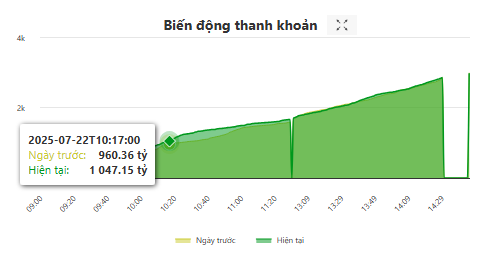 Biến động thanh khoản
4k
2k
2025-07-22T10:17:00
Ngày trước: 960.36 tỷ
Hiện tại: 1 047.15 tỷ
09:00 09:20 09:40 10:00 10:20 10:40 11:00 11:20 13:09 13:29 13:49 14:09 14:29
Ngày trước Hiện tại